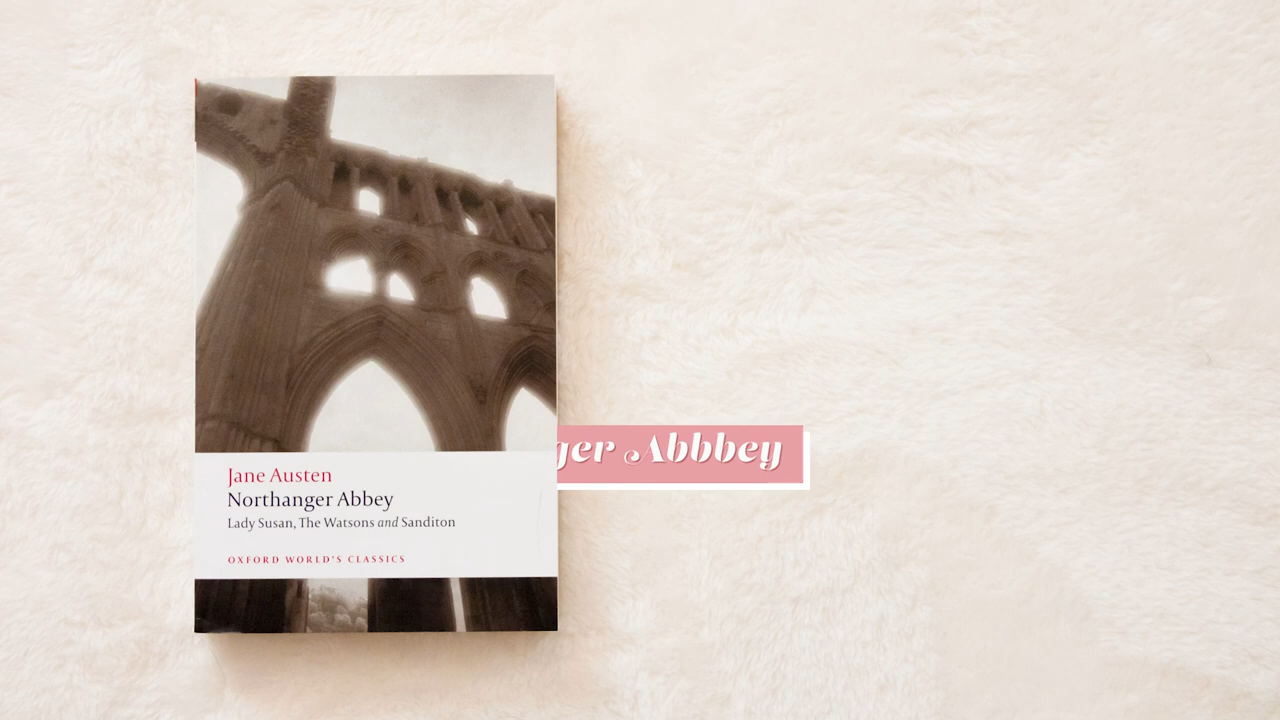 Jane Austen
Northanger Abbey
Lady Susan, The Watsons and Sanditon
OXFORD WORLD'S CLASSICS
ger Abbbey